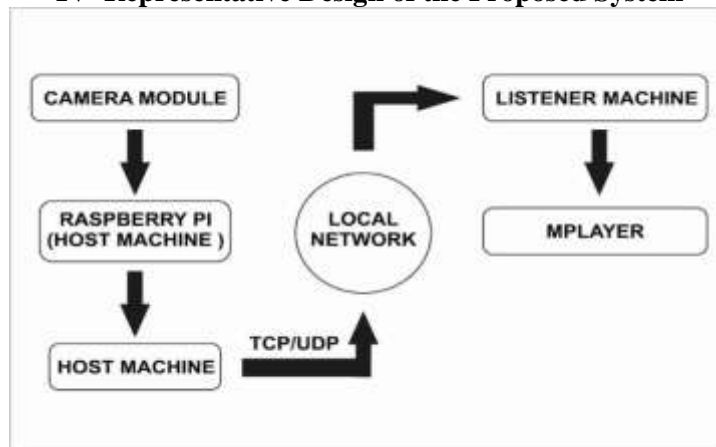 Representative Design of the Proposed System
CAMERA MODULE
RASPBERRY PI
(HOST MACHINE )
HOST MACHINE
TCP/UDP
LOCAL
NETWORK
LISTENER MACHINE
MPLAYER